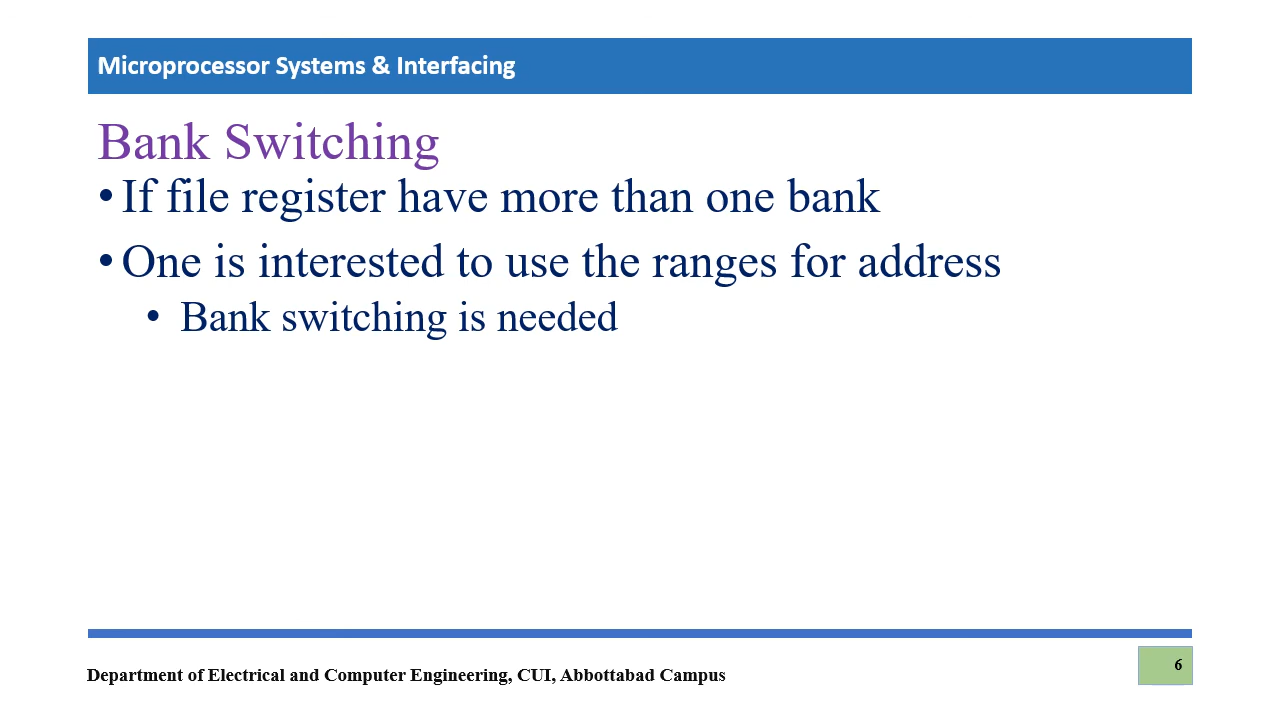 Microprocessor Systems & Interfacing
Bank Switching
• If file register have more than one bank
• One is interested to use the ranges for address
• Bank switching is needed
Department of Electrical and Computer Engineering, CUI, Abbottabad Campus
6